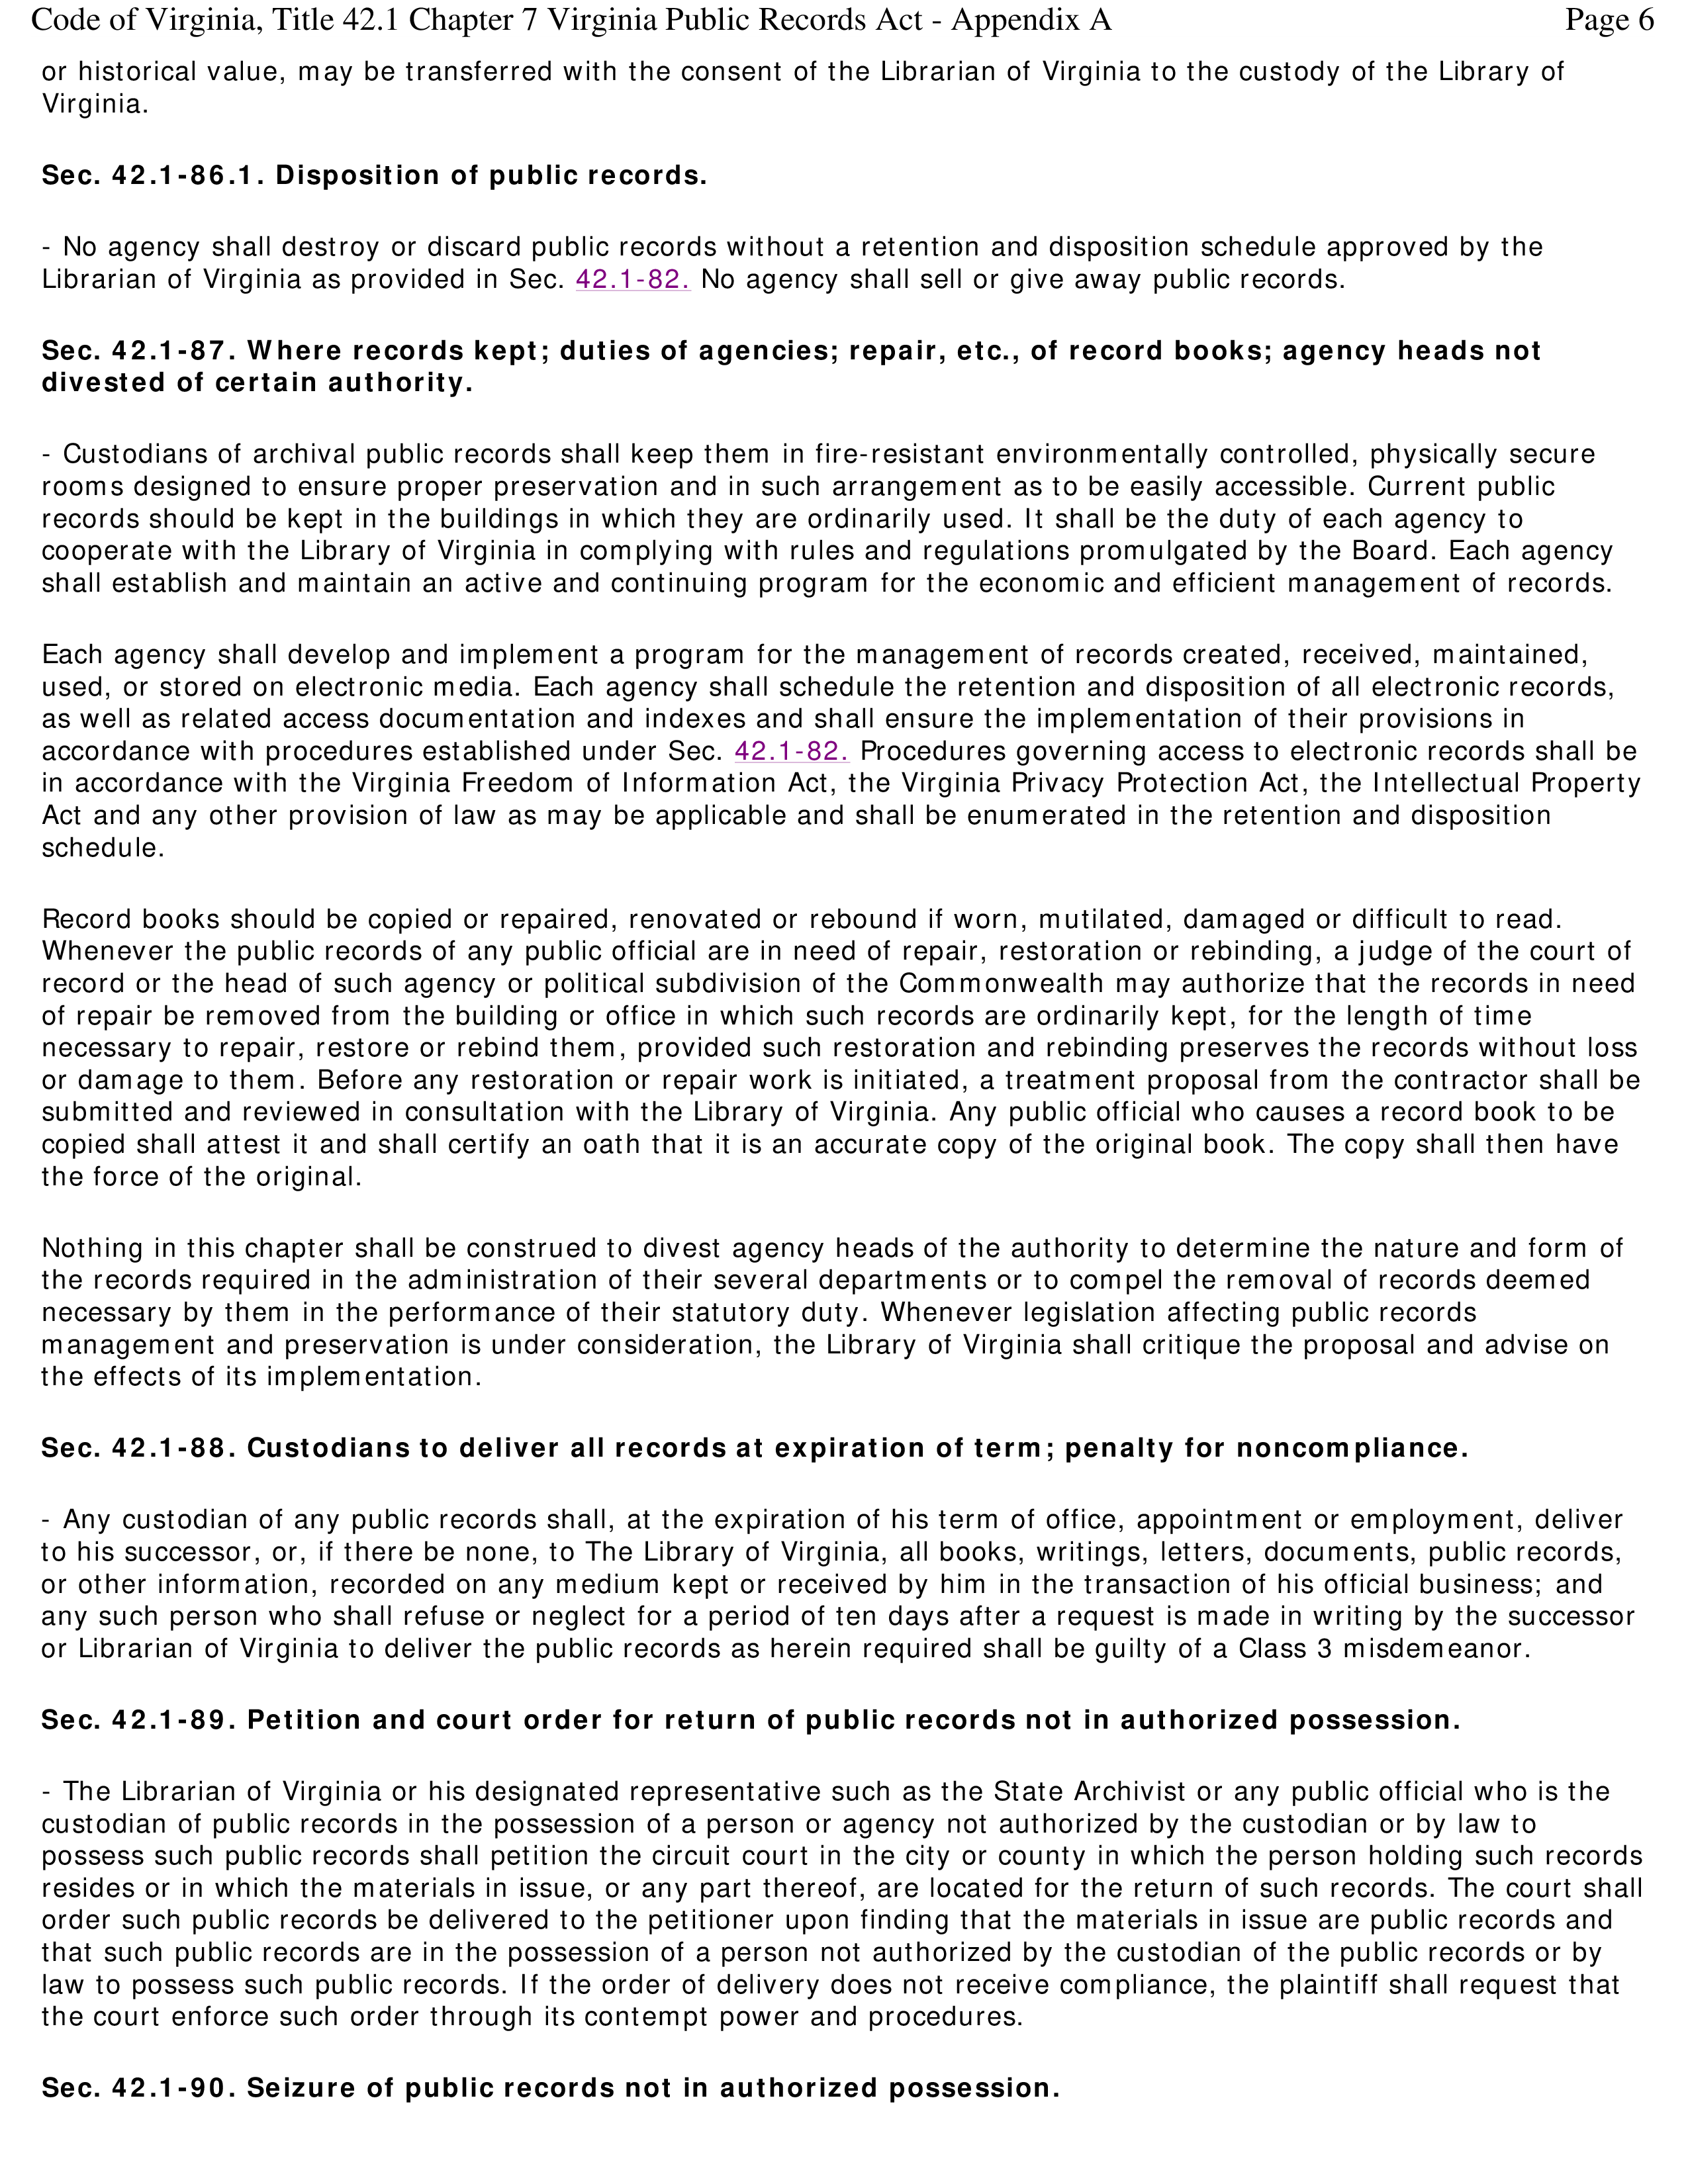 Code of Virginia, Title 42.1 Chapter 7 Virginia Public Records Act - Appendix A Page 6
or historical value, may be transferred with the consent of the Librarian of Virginia to the custody of the Library of
Virginia.
Sec. 42.1-86.1. Disposition of public records.
- No agency shall destroy or discard public records without a retention and disposition schedule approved by the
Librarian of Virginia as provided in Sec. 42.1-82. No agency shall sell or give away public records.
Sec. 42.1-87. Where records kept; duties of agencies; repair, etc., of record books; agency heads not
divested of certain authority.
- Custodians of archival public records shall keep them in fire-resistant environmentally controlled, physically secure
rooms designed to ensure proper preservation and in such arrangement as to be easily accessible. Current public
records should be kept in the buildings in which they are ordinarily used. It shall be the duty of each agency to
cooperate with the Library of Virginia in complying with rules and regulations promulgated by the Board. Each agency
shall establish and maintain an active and continuing program for the economic and efficient management of records.
Each agency shall develop and implement a program for the management of records created, received, maintained,
used, or stored on electronic media. Each agency shall schedule the retention and disposition of all electronic records,
as well as related access documentation and indexes and shall ensure the implementation of their provisions in
accordance with procedures established under Sec. 42.1-82. Procedures governing access to electronic records shall be
in accordance with the Virginia Freedom of Information Act, the Virginia Privacy Protection Act, the Intellectual Property
Act and any other provision of law as may be applicable and shall be enumerated in the retention and disposition
schedule.
Record books should be copied or repaired, renovated or rebound if worn, mutilated, damaged or difficult to read.
Whenever the public records of any public official are in need of repair, restoration or rebinding, a judge of the court of
record or the head of such agency or political subdivision of the Commonwealth may authorize that the records in need
of repair be removed from the building or office in which such records are ordinarily kept, for the length of time
necessary to repair, restore or rebind them, provided such restoration and rebinding preserves the records without loss
or damage to them. Before any restoration or repair work is initiated, a treatment proposal from the contractor shall be
submitted and reviewed in consultation with the Library of Virginia. Any public official who causes a record book to be
copied shall attest it and shall certify an oath that it is an accurate copy of the original book. The copy shall then have
the force of the original.
Nothing in this chapter shall be construed to divest agency heads of the authority to determine the nature and form of
the records required in the administration of their several departments or to compel the removal of records deemed
necessary by them in the performance of their statutory duty. Whenever legislation affecting public records
management and preservation is under consideration, the Library of Virginia shall critique the proposal and advise on
the effects of its implementation.
Sec. 42.1-88. Custodians to deliver all records at expiration of term; penalty for noncompliance.
- Any custodian of any public records shall, at the expiration of his term of office, appointment or employment, deliver
to his successor, or, if there be none, to The Library of Virginia, all books, writings, letters, documents, public records,
or other information, recorded on any medium kept or received by him in the transaction of his official business; and
any such person who shall refuse or neglect for a period of ten days after a request is made in writing by the successor
or Librarian of Virginia to deliver the public records as herein required shall be guilty of a Class 3 misdemeanor.
Sec. 42.1-89. Petition and court order for return of public records not in authorized possession.
- The Librarian of Virginia or his designated representative such as the State Archivist or any public official who is the
custodian of public records in the possession of a person or agency not authorized by the custodian or by law to
possess such public records shall petition the circuit court in the city or county in which the person holding such records
resides or in which the materials in issue, or any part thereof, are located for the return of such records. The court shall
order such public records be delivered to the petitioner upon finding that the materials in issue are public records and
that such public records are in the possession of a person not authorized by the custodian of the public records or by
law to possess such public records. If the order of delivery does not receive compliance, the plaintiff shall request that
the court enforce such order through its contempt power and procedures.
Sec. 42.1-90. Seizure of public records not in authorized possession.